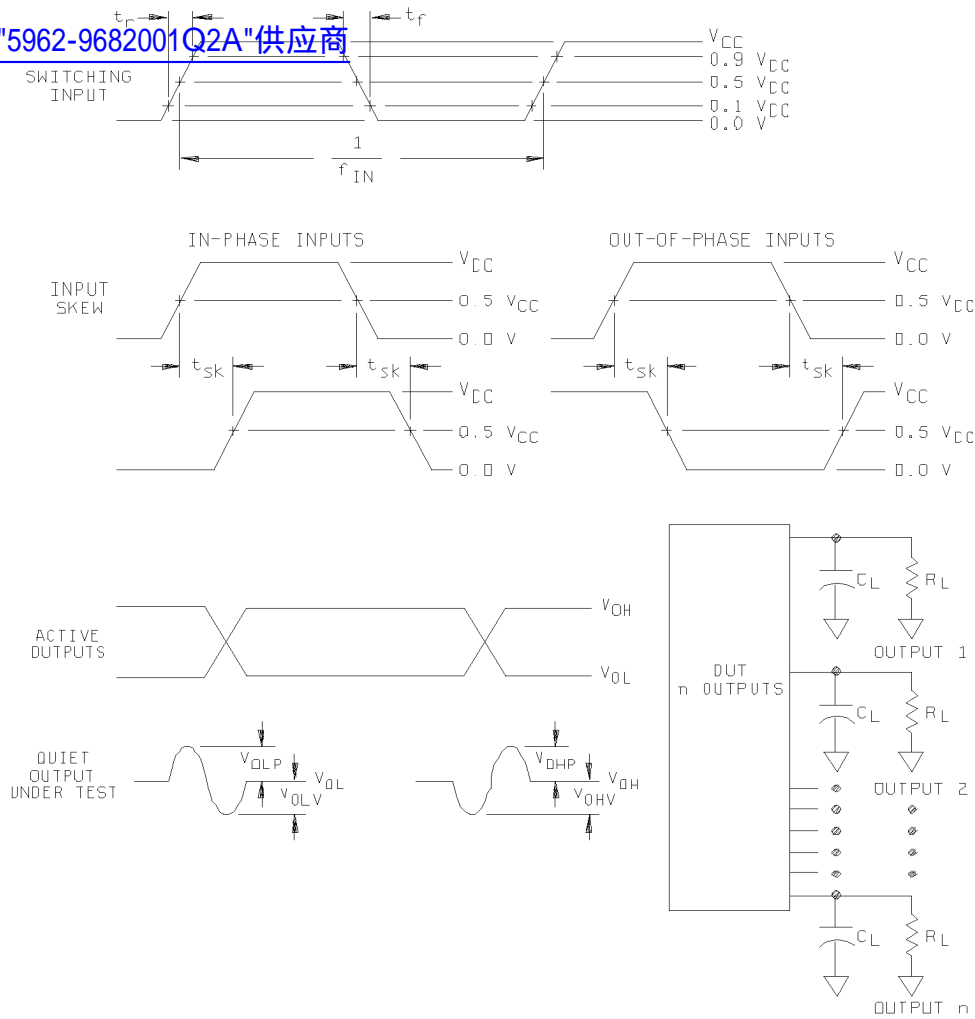 t_r t_f
"5962-9682001Q2A"供应商
SWITCHING
INPUT
V_CC
0.9 V_CC
0.5 V_CC
0.1 V_CC
0.0 V
1
f_IN
IN-PHASE INPUTS
OUT-OF-PHASE INPUTS
INPUT
SKEW
V_CC
0.5 V_CC
0.0 V
V_CC
0.5 V_CC
0.0 V
t_sk t_sk
t_sk t_sk
V_CC
0.5 V_CC
0.0 V
V_CC
0.5 V_CC
0.0 V
ACTIVE
OUTPUTS
V_OH
V_OL
QUIET
OUTPUT
UNDER TEST
V_OLP
V_OL
V_OLV
V_OHP
V_OH
V_OHV
DUT
n OUTPUTS
C_L R_L
OUTPUT 1
C_L R_L
OUTPUT 2
C_L R_L
OUTPUT n